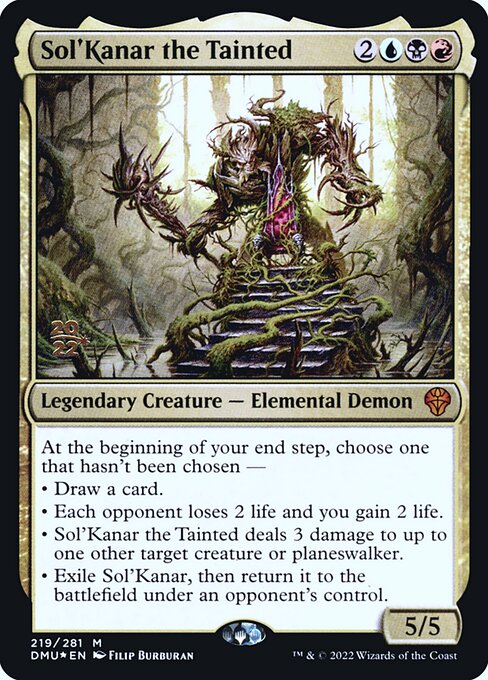 Sol'Kanar the Tainted 2
20
22
Legendary Creature — Elemental Demon
At the beginning of your end step, choose one
that hasn't been chosen —
• Draw a card.
• Each opponent loses 2 life and you gain 2 life.
• Sol'Kanar the Tainted deals 3 damage to up to
one other target creature or planeswalker.
• Exile Sol'Kanar, then return it to the
battlefield under an opponent's control.
5/5
219/281 M
DMU★EN Filip Burburan
™ & © 2022 Wizards of the Coast